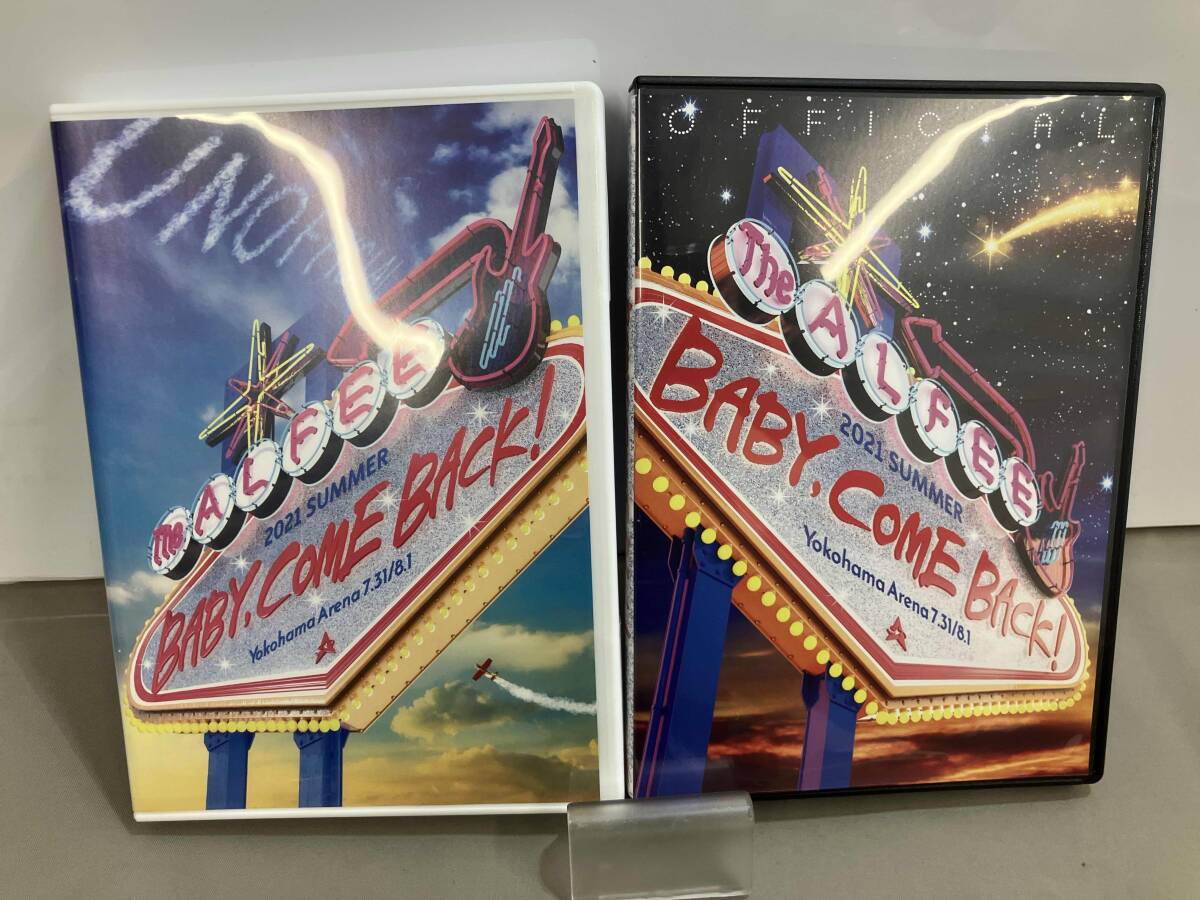 The ALFEE
2021 SUMMER
BABY, COME BACK!
Yokohama Arena 7.31/8.1
OFFICIAL
The ALFEE
2021 SUMMER
BABY, COME BACK!
Yokohama Arena 7.31/8.1